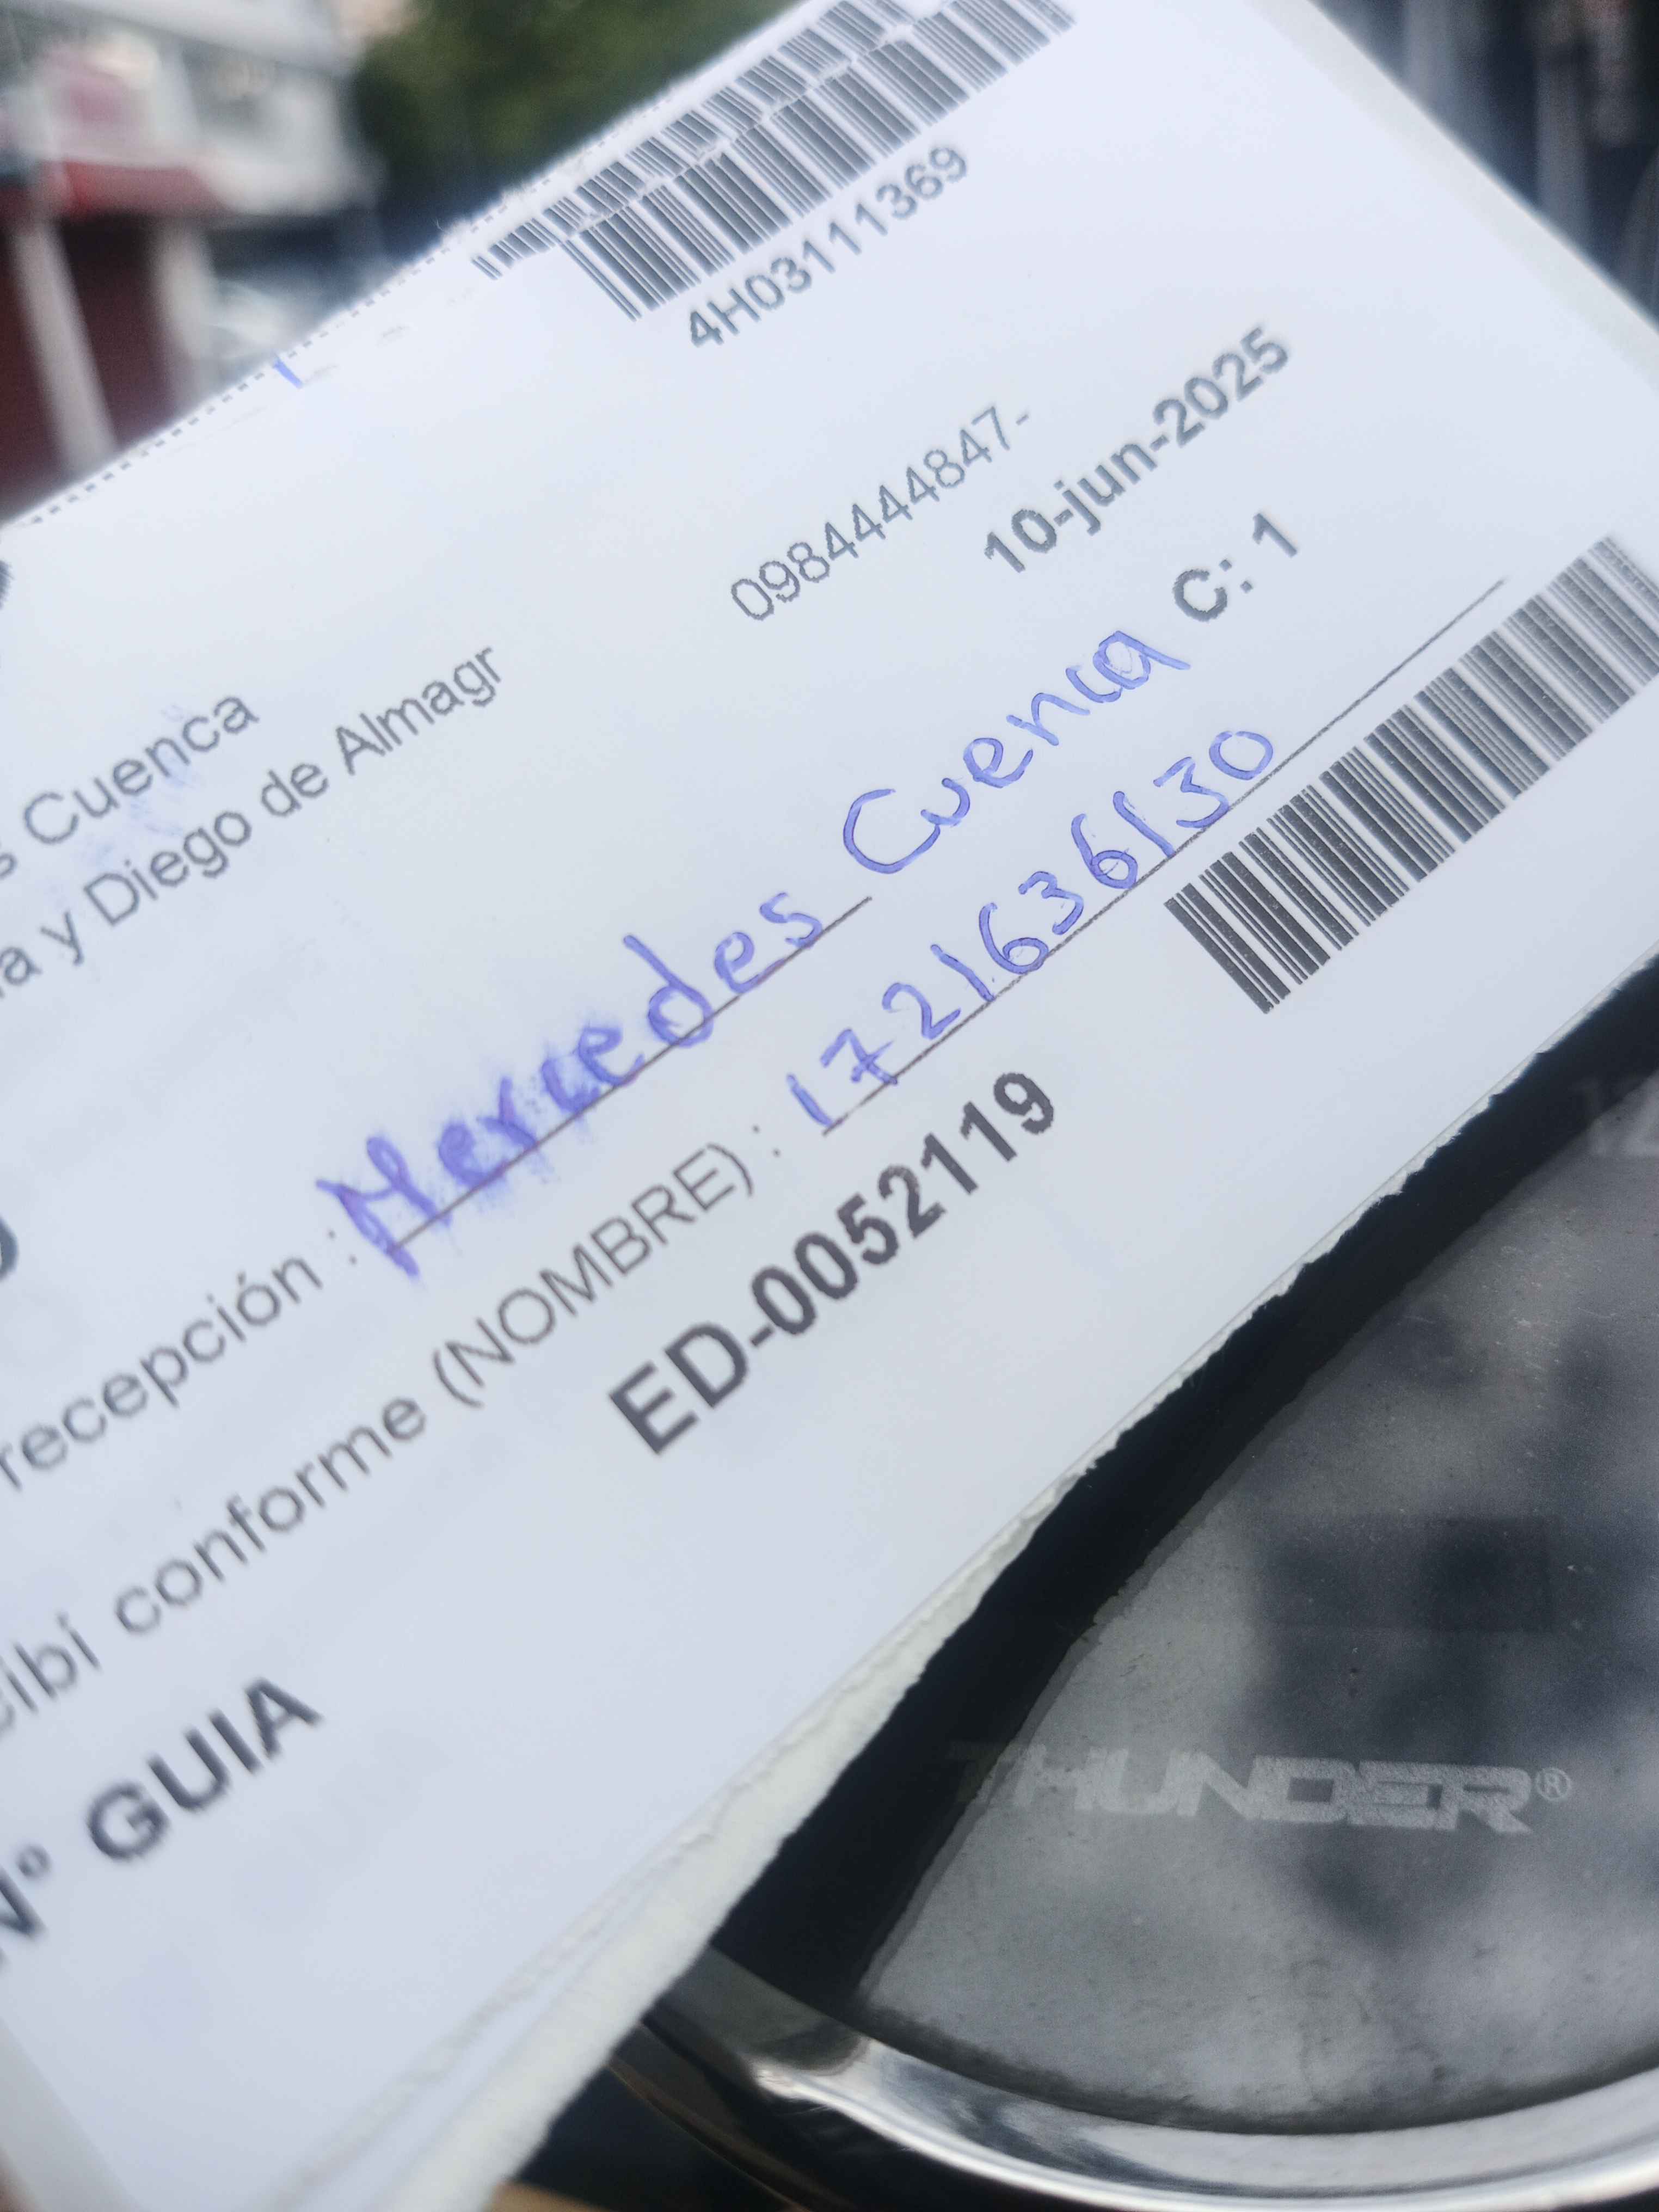 4H03111369
Cuenca
y Diego de Almagr
0984444847-
10-jun-2025
C: 1
recepción : Mercedes Cuenca
conforme (NOMBRE) : 1721636130
ED-0052119
Nº GUIA
THUNDER®